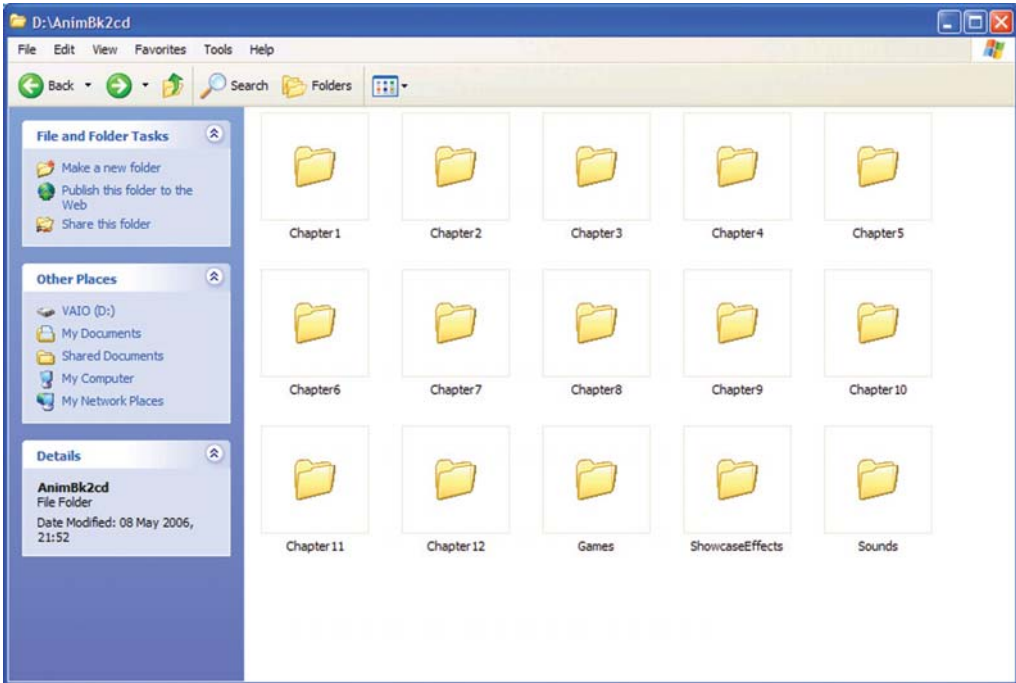 D:\AnimBk2cd
File Edit View Favorites Tools Help
Back Search Folders
File and Folder Tasks
Make a new folder
Publish this folder to the
Web
Share this folder
Other Places
VAIO (D:)
My Documents
Shared Documents
My Computer
My Network Places
Details
AnimBk2cd
File Folder
Date Modified: 08 May 2006,
21:52
Chapter1 Chapter2 Chapter3 Chapter4 Chapter5
Chapter6 Chapter7 Chapter8 Chapter9 Chapter10
Chapter11 Chapter12 Games ShowcaseEffects Sounds